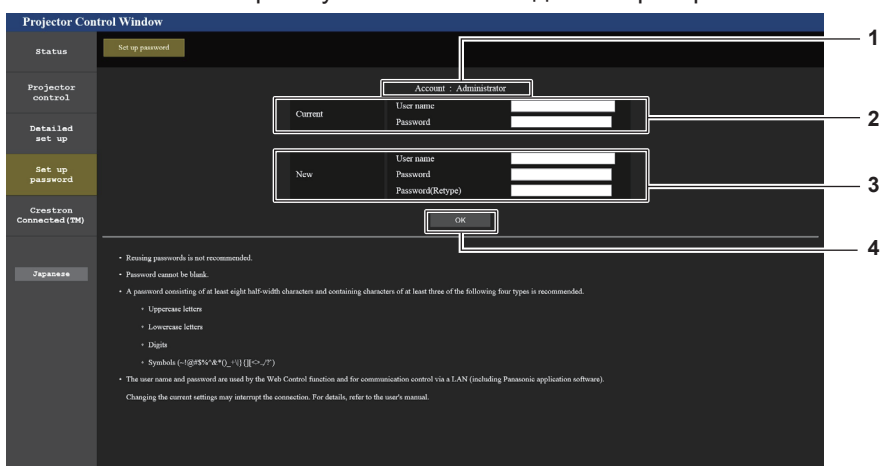 Projector Control Window
Status
Set up password
Projector
control
Detailed
set up
Set up
password
Crestron
Connected(TM)
Japanese
Account : Administrator
Current
User name
Password
New
User name
Password
Password(Retype)
OK
1
2
3
4
• Reusing passwords is not recommended.
• Password cannot be blank.
• A password consisting of at least eight half-width characters and containing characters of at least three of the following four types is recommended.
• Uppercase letters
• Lowercase letters
• Digits
• Symbols
• The user name and password are used by the Web Control function and for communication control via a LAN (including Panasonic application software).
Changing the current settings may interrupt the connection. For details, refer to the user's manual.